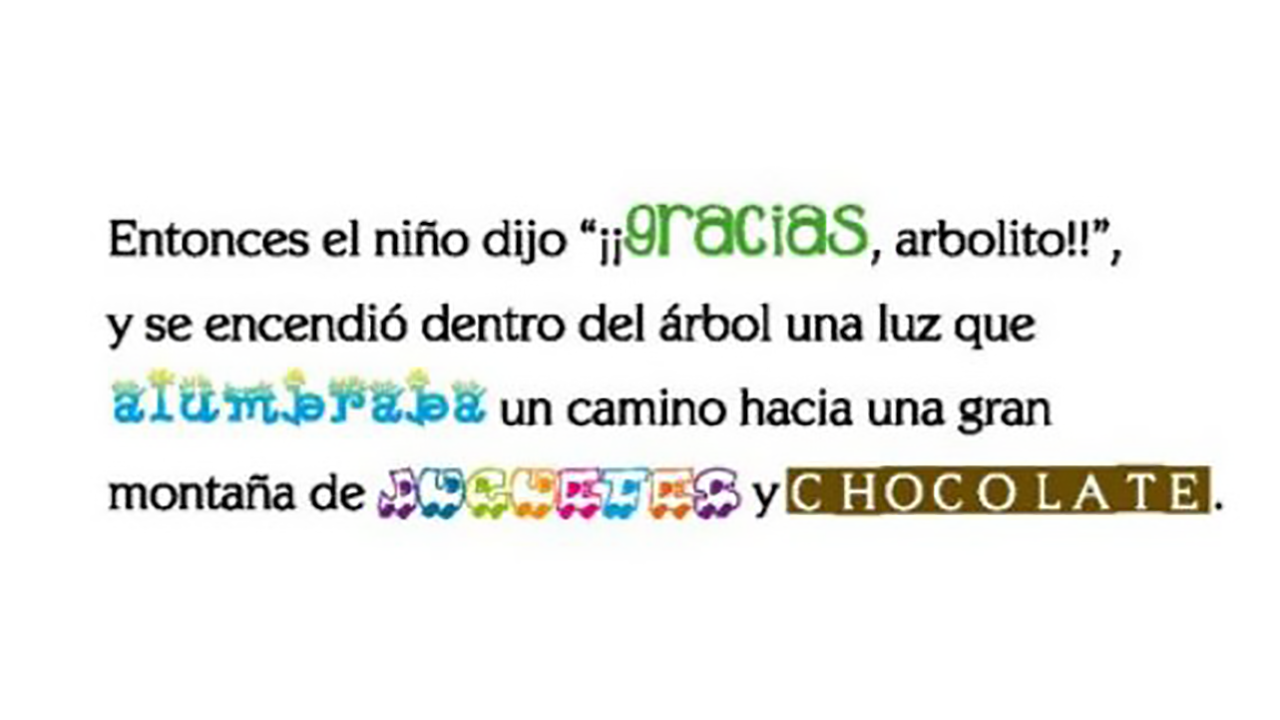 Entonces el niño dijo “¡¡gracias, arbolito!!”,
y se encendió dentro del árbol una luz que
alumbraba un camino hacia una gran
montaña de JUGUETES y CHOCOLATE.